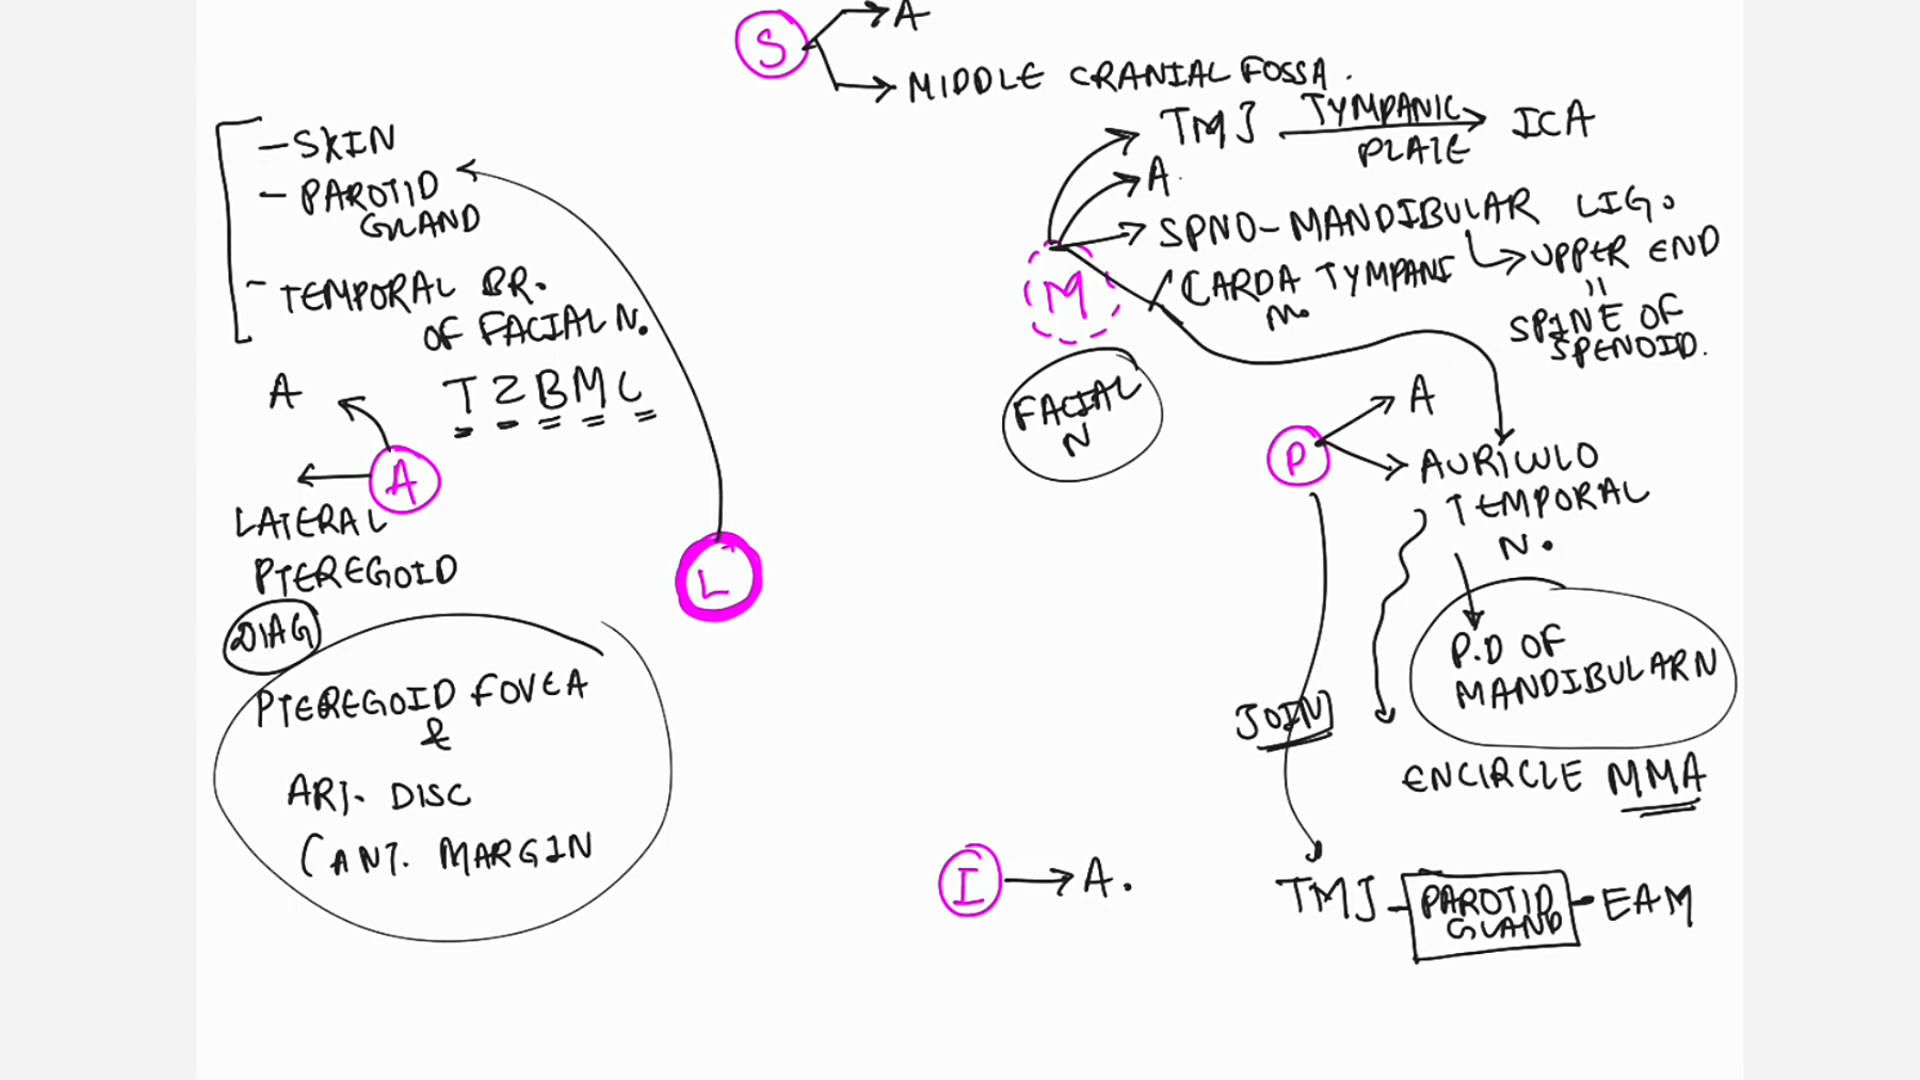 S
A
MIDDLE CRANIAL FOSSA.
- SKIN
- PAROTID
GLAND
- TEMPORAL BR.
OF FACIAL N.
T Z B M C
A
A
LATERAL
PTEREGOID
DIAG
PTEREGOID FOVEA
&
ART. DISC
(ANT. MARGIN
L
M
TMJ
TYMPANIC
PLATE
ICA
A.
SPNO-MANDIBULAR LIG.
UPPER END
"
SPINE OF
SPENOID.
CARDA TYMPANI
N.
FACIAL
N
P
A
AURICULO
TEMPORAL
N.
P.D OF
MANDIBULAR N
ENCIRCLE MMA
JOIN
TMJ - PAROTID
GLAND - EAM
I
A.